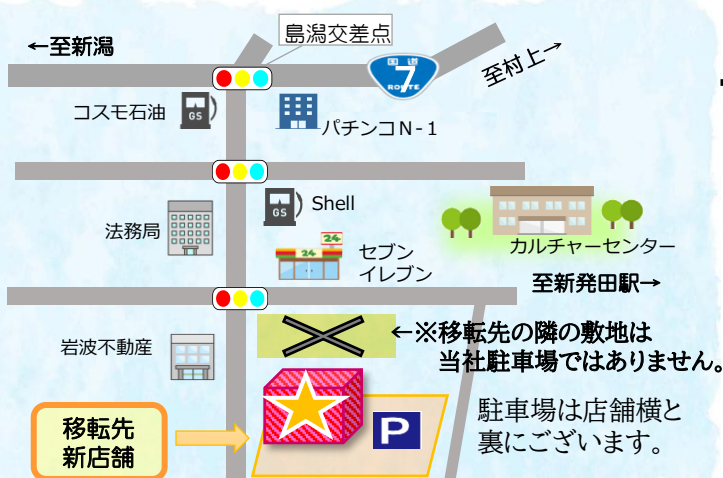 島潟交差点
←至新潟
国道
7
ROUTE
至村上→
コスモ石油
GS
パチンコN-1
GS
Shell
法務局
24
24
セブン
イレブン
カルチャーセンター
至新発田駅→
岩波不動産
←※移転先の隣の敷地は
当社駐車場ではありません。
移転先
新店舗
P
駐車場は店舗横と
裏にございます。